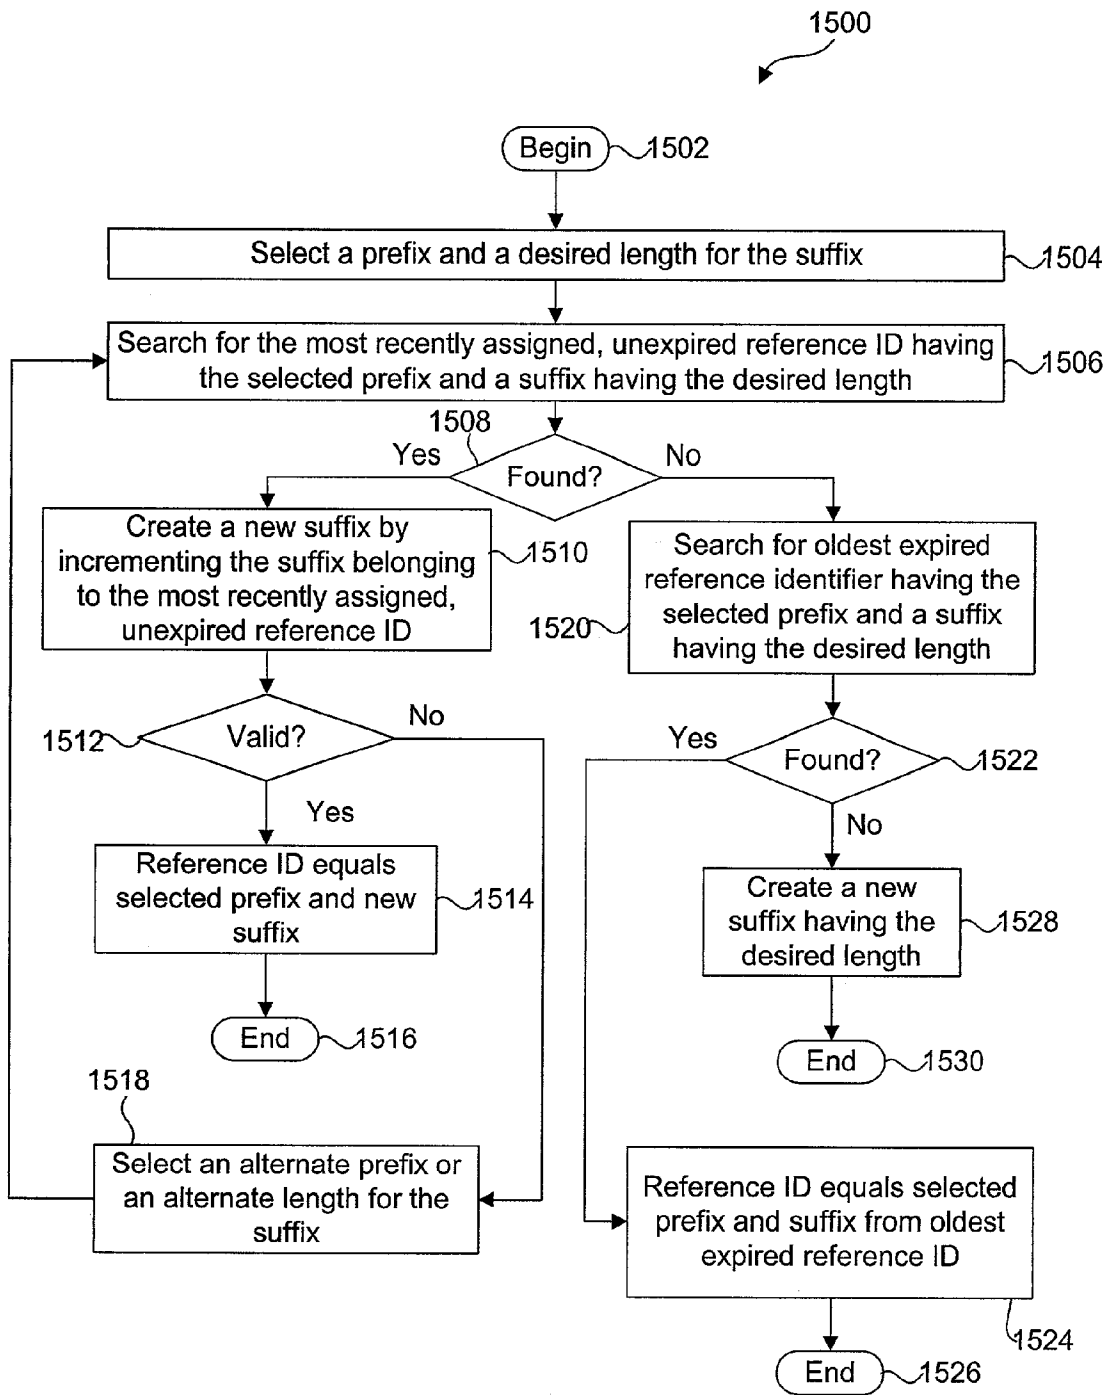 1500
Begin
1502
Select a prefix and a desired length for the suffix
1504
Search for the most recently assigned, unexpired reference ID having
the selected prefix and a suffix having the desired length
1506
1508
Yes
Found?
No
Create a new suffix by
incrementing the suffix belonging
to the most recently assigned,
unexpired reference ID
1510
Search for oldest expired
reference identifier having the
selected prefix and a suffix
having the desired length
1520
1512
Valid?
No
Yes
Yes
Found?
1522
No
Reference ID equals
selected prefix and new
suffix
1514
Create a new
suffix having the
desired length
1528
End
1516
End
1530
1518
Select an alternate prefix or
an alternate length for the
suffix
Reference ID equals selected
prefix and suffix from oldest
expired reference ID
1524
End
1526